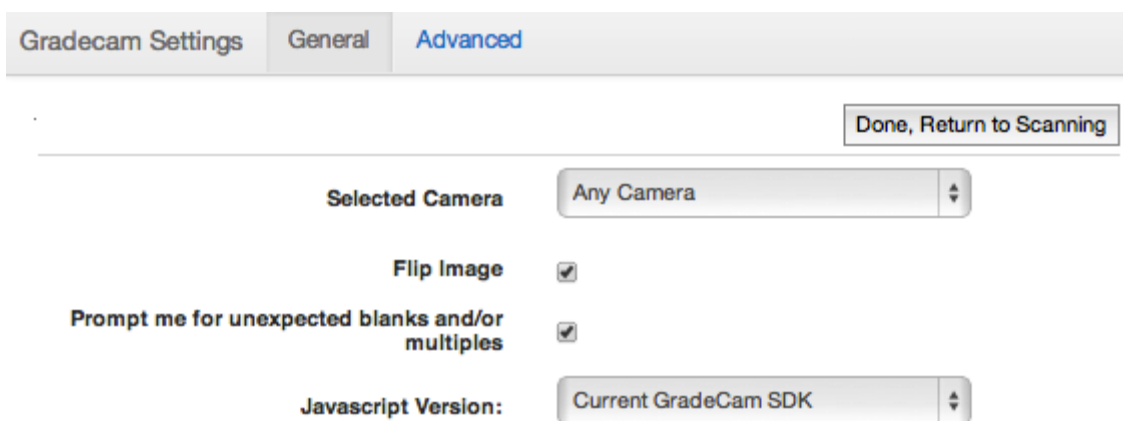 Gradecam Settings General Advanced
Done, Return to Scanning
Selected Camera Any Camera
Flip Image
Prompt me for unexpected blanks and/or
multiples
Javascript Version: Current GradeCam SDK